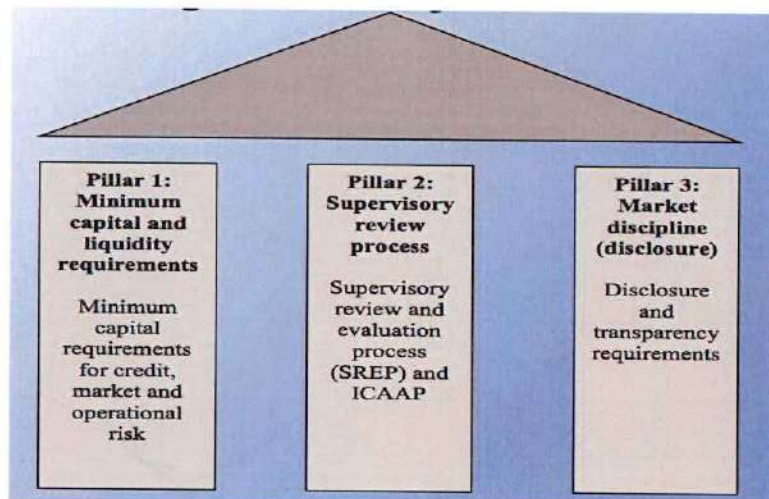 Pillar 1:
Minimum
capital and
liquidity
requirements
Minimum
capital
requirements
for credit,
market and
operational
risk
Pillar 2:
Supervisory
review
process
Supervisory
review and
evaluation
process
(SREP) and
ICAAP
Pillar 3:
Market
discipline
(disclosure)
Disclosure
and
transparency
requirements